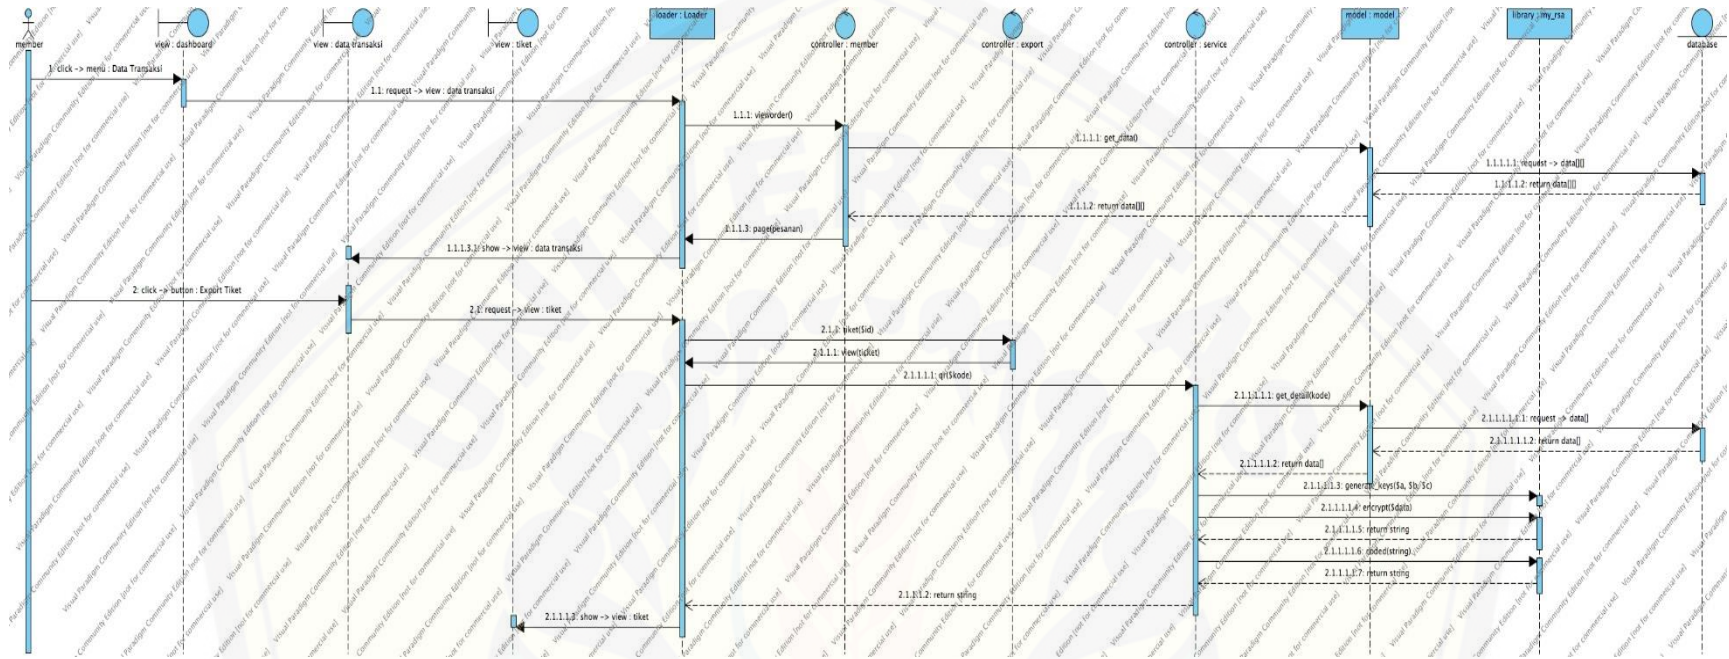 member
view : dashboard
view : data transaksi
view : tiket
loader : Loader
controller : member
controller : export
controller : service
model : model
library : my_rsa
database
1: click -> menu : Data Transaksi
1.1: request -> view : data transaksi
1.1.1: vieworder()
1.1.1.1: get_data()
1.1.1.1.1: request -> data[][]
1.1.1.1.2: return data[][]
1.1.1.2: return data[][]
1.1.1.3: page(pesanan)
1.1.1.3.1: show -> view : data transaksi
2: click -> button : Export Tiket
2.1: request -> view : tiket
2.1.1: tiket($id)
2.1.1.1: view(ticket)
2.1.1.1.1: qr($kode)
2.1.1.1.1.1: get_detail(kode)
2.1.1.1.1.1.1: request -> data[]
2.1.1.1.1.1.2: return data[]
2.1.1.1.1.2: return data[]
2.1.1.1.1.3: generate_keys($a, $b, $c)
2.1.1.1.1.4: encrypt($data)
2.1.1.1.1.5: return string
2.1.1.1.1.6: coded(string)
2.1.1.1.1.7: return string
2.1.1.1.2: return string
2.1.1.1.3: show -> view : tiket
Visual Paradigm Community Edition [not for commercial use]